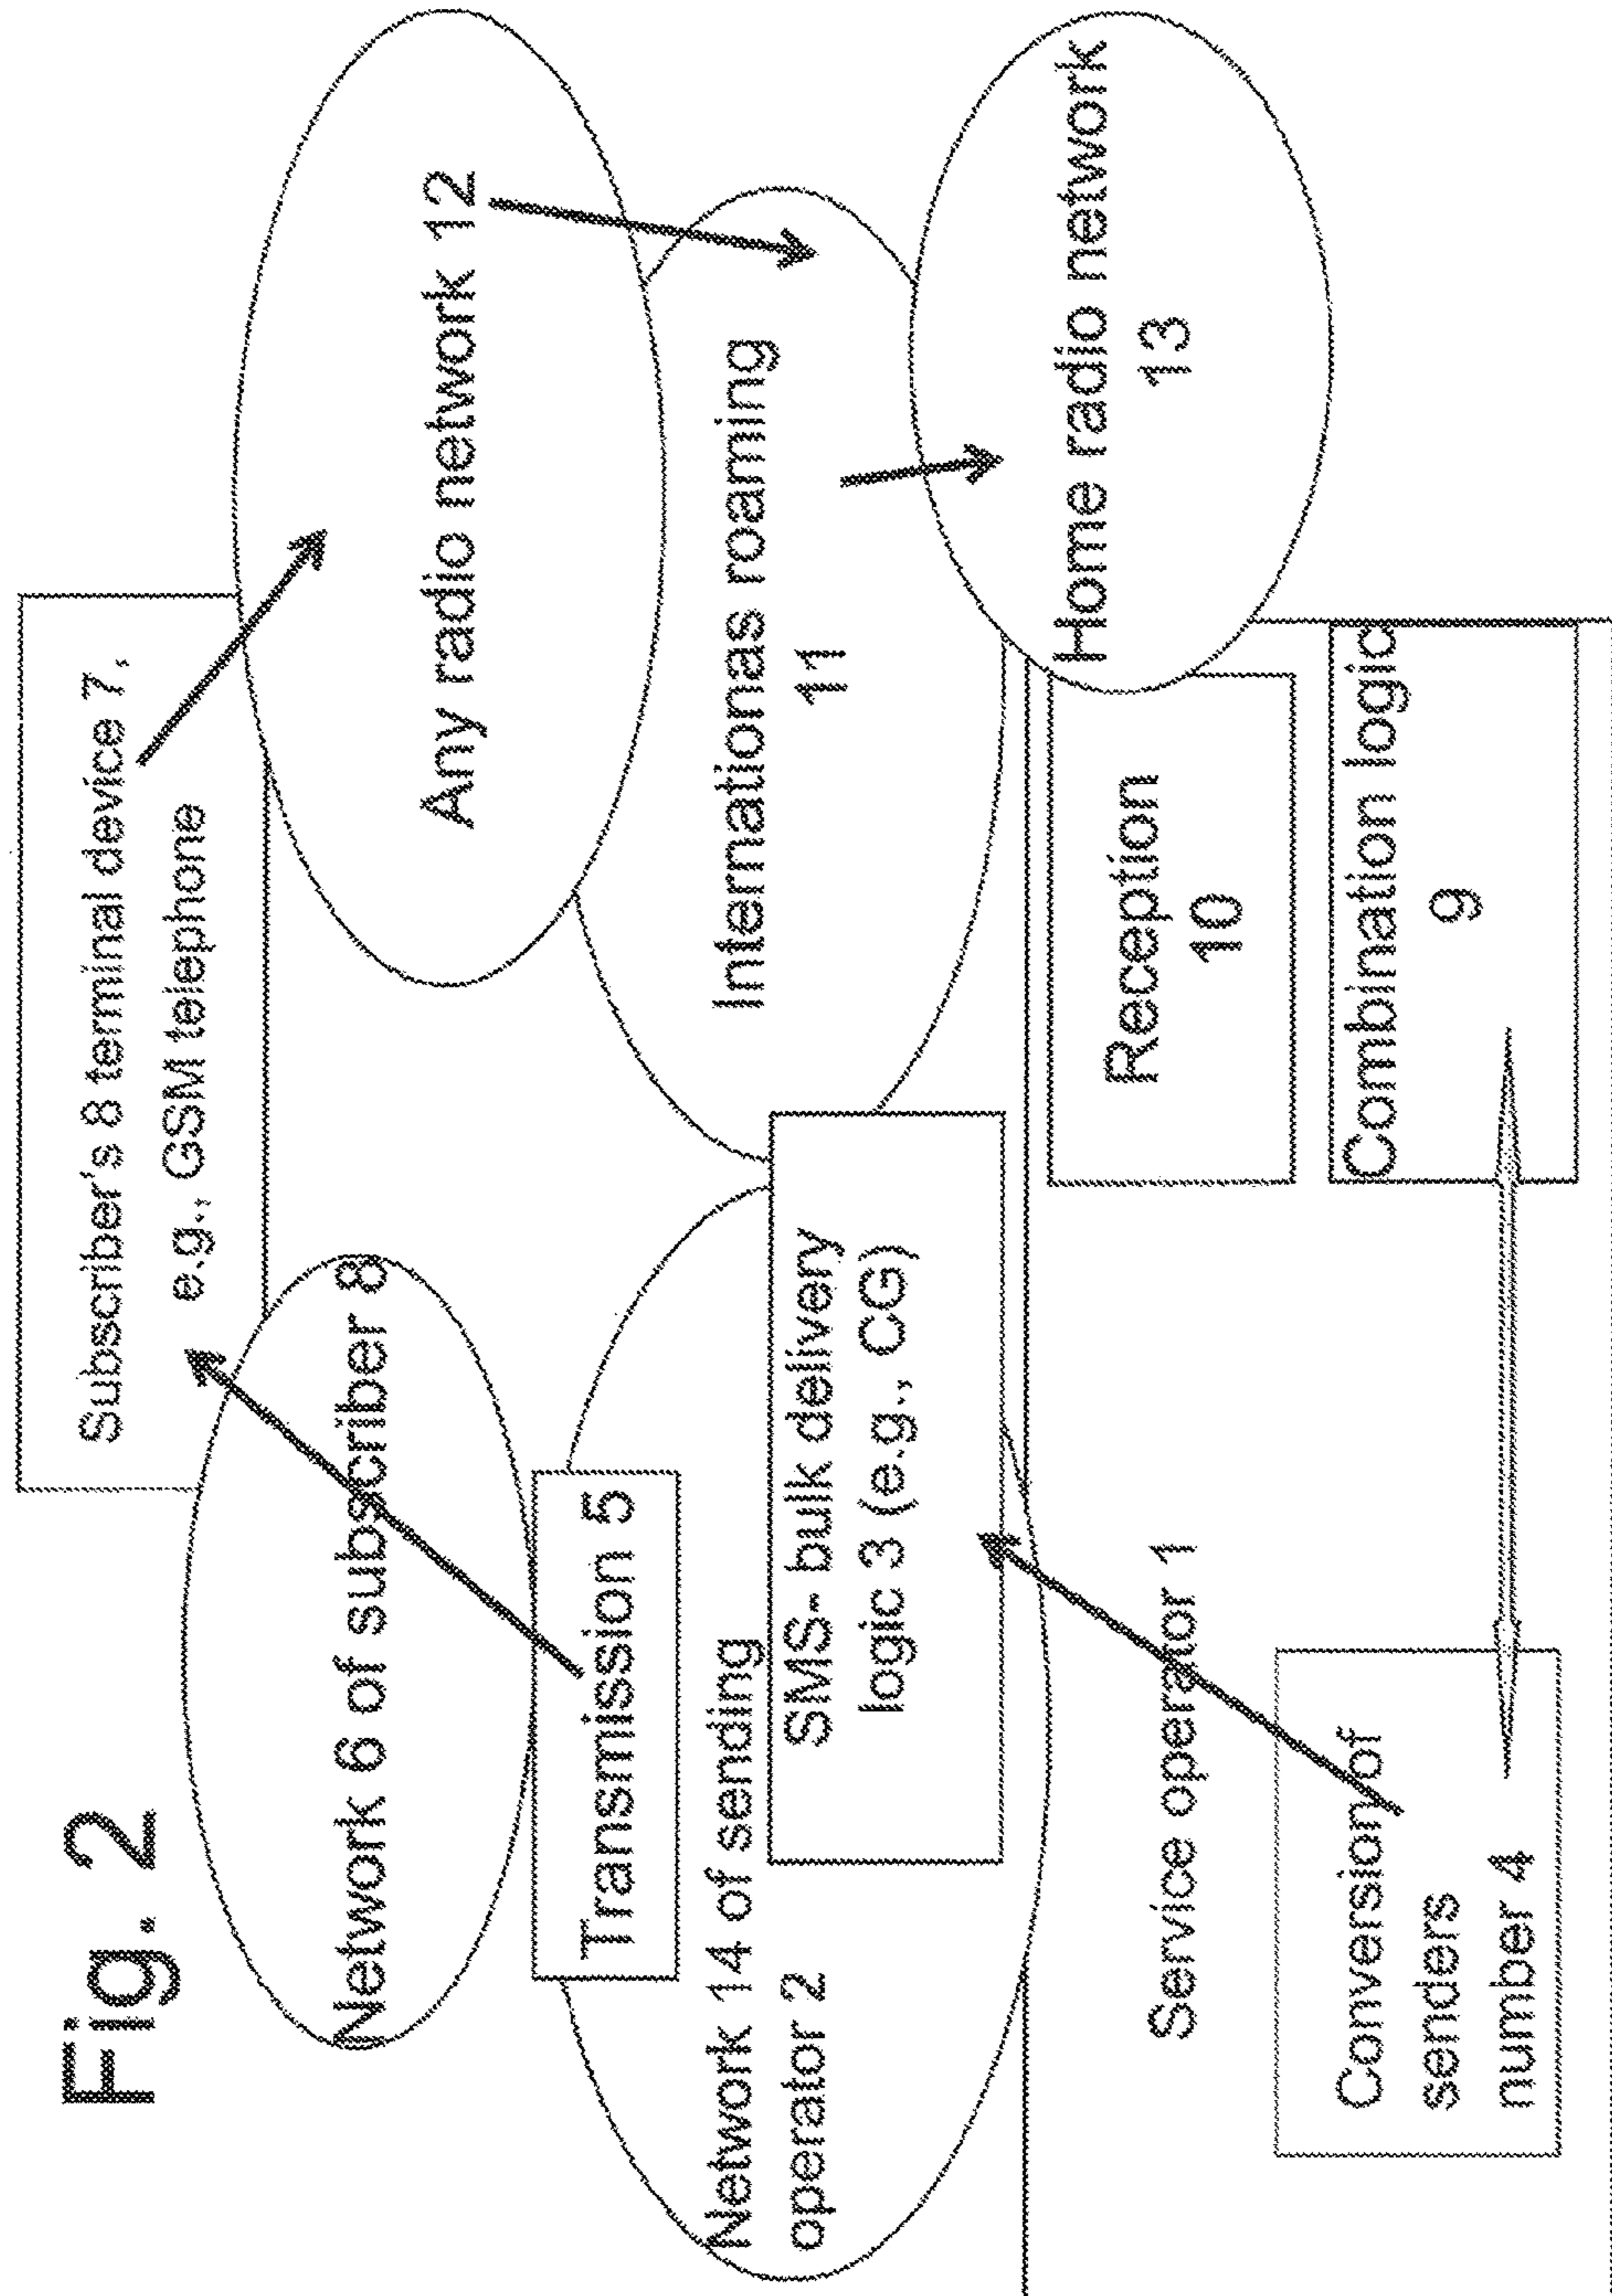 Fig. 2
Subscriber's 8 terminal device 7,
e.g., GSM telephone
Network 6 of subscriber 8
Any radio network 12
Transmission 5
Network 14 of sending
operator 2
SMS- bulk delivery
logic 3 (e.g., CG)
Internationas roaming
11
Home radio network
13
Service operator 1
Reception
10
Conversion of
senders
number 4
Combination logic
9